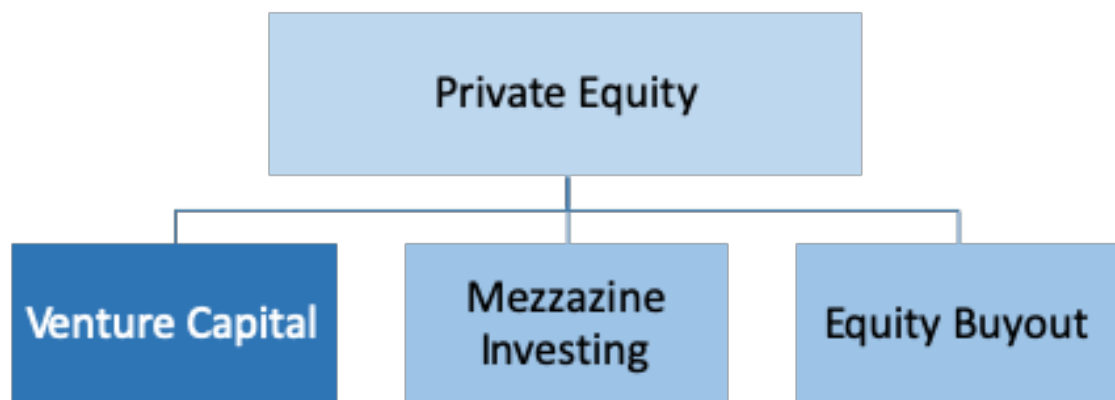 Private Equity
Venture Capital
Mezzazine
Investing
Equity Buyout